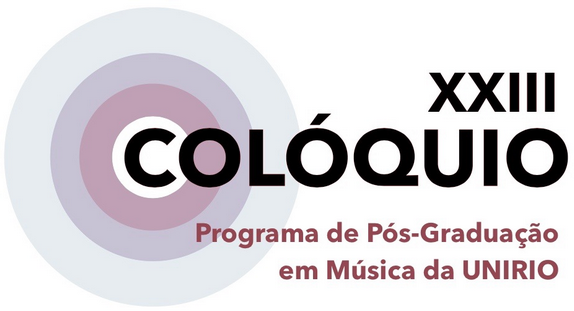 XXIII
COLÓQUIO
Programa de Pós-Graduação
em Música da UNIRIO